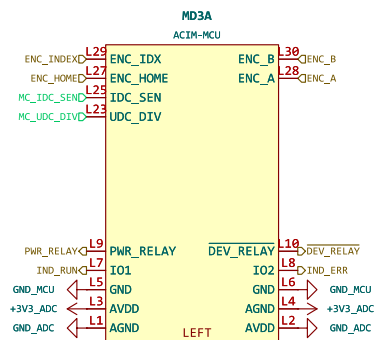 MD3A
ACIM-MCU
ENC_INDEX L29 ENC_IDX ENC_B L30 ENC_B
ENC_HOME L27 ENC_HOME ENC_A L28 ENC_A
MC_IDC_SEN L25 IDC_SEN
MC_UDC_DIV L23 UDC_DIV
PWR_RELAY L9 PWR_RELAY DEV_RELAY L10 DEV_RELAY
IND_RUN L7 IO1 IO2 L8 IND_ERR
GND_MCU L5 GND GND L6 GND_MCU
+3V3_ADC L3 AVDD AGND L4 +3V3_ADC
GND_ADC L1 AGND AVDD L2 GND_ADC
LEFT